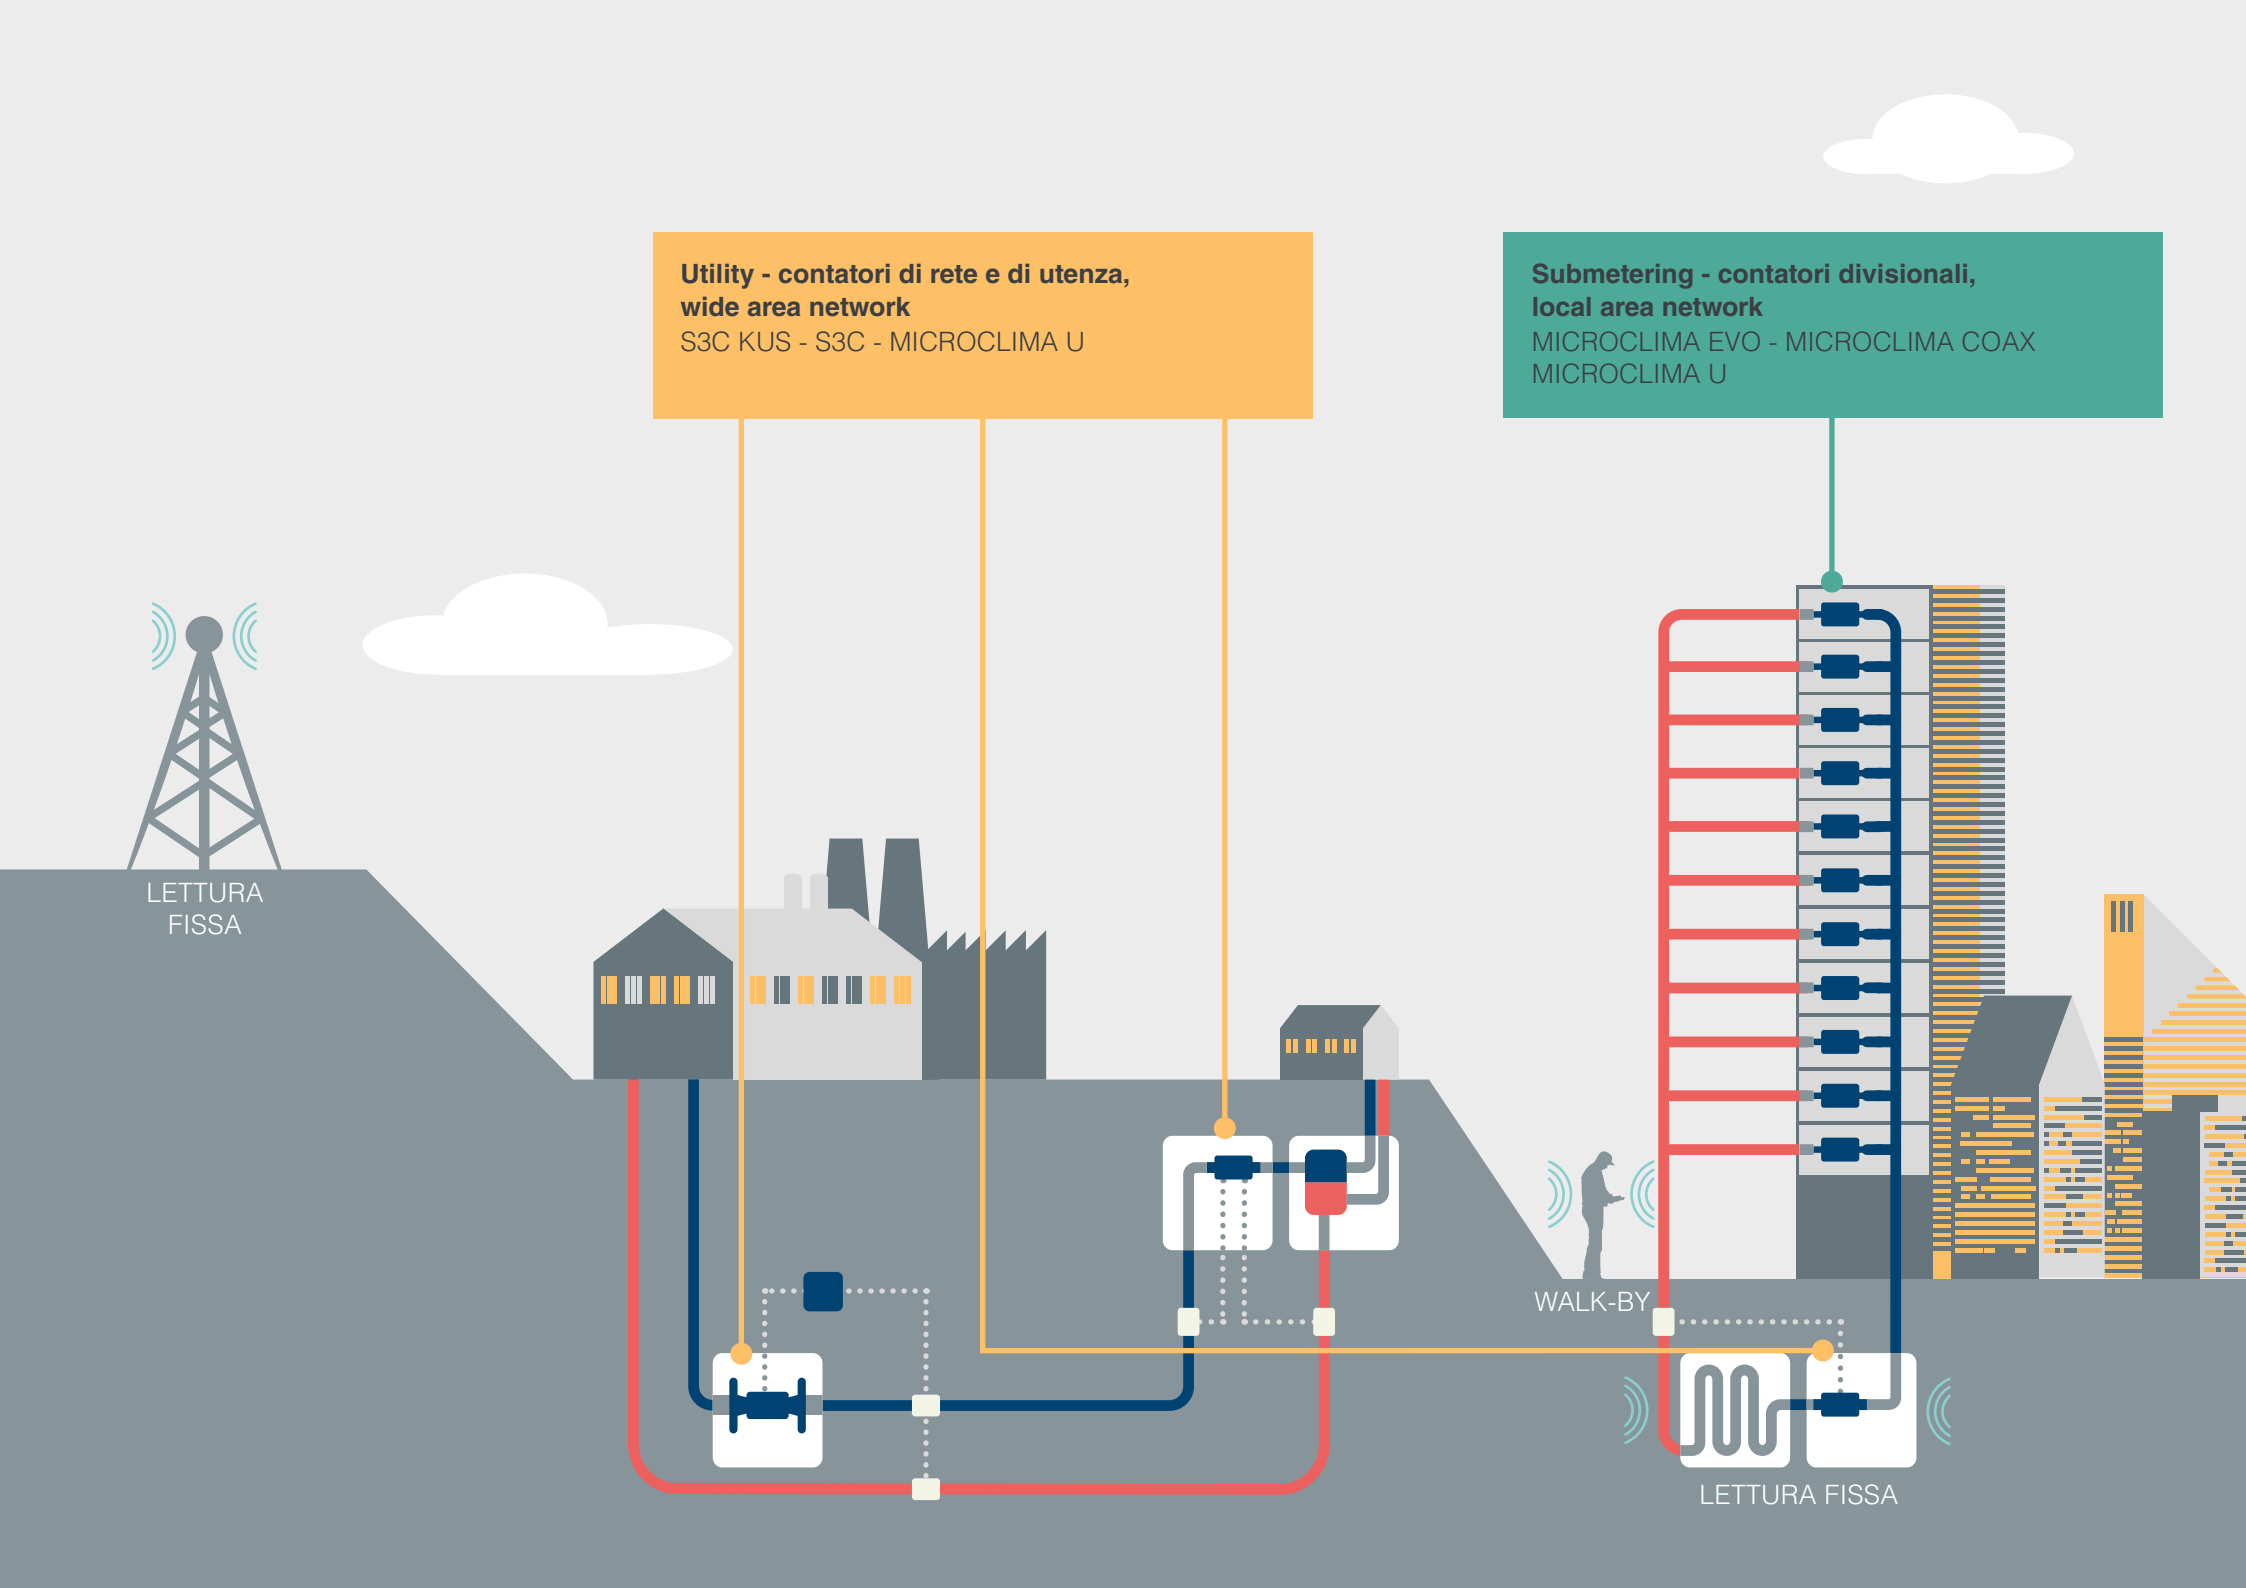 Utility - contatori di rete e di utenza,
wide area network
S3C KUS - S3C - MICROCLIMA U
Submetering - contatori divisionali,
local area network
MICROCLIMA EVO - MICROCLIMA COAX
MICROCLIMA U
LETTURA
FISSA
WALK-BY
LETTURA FISSA